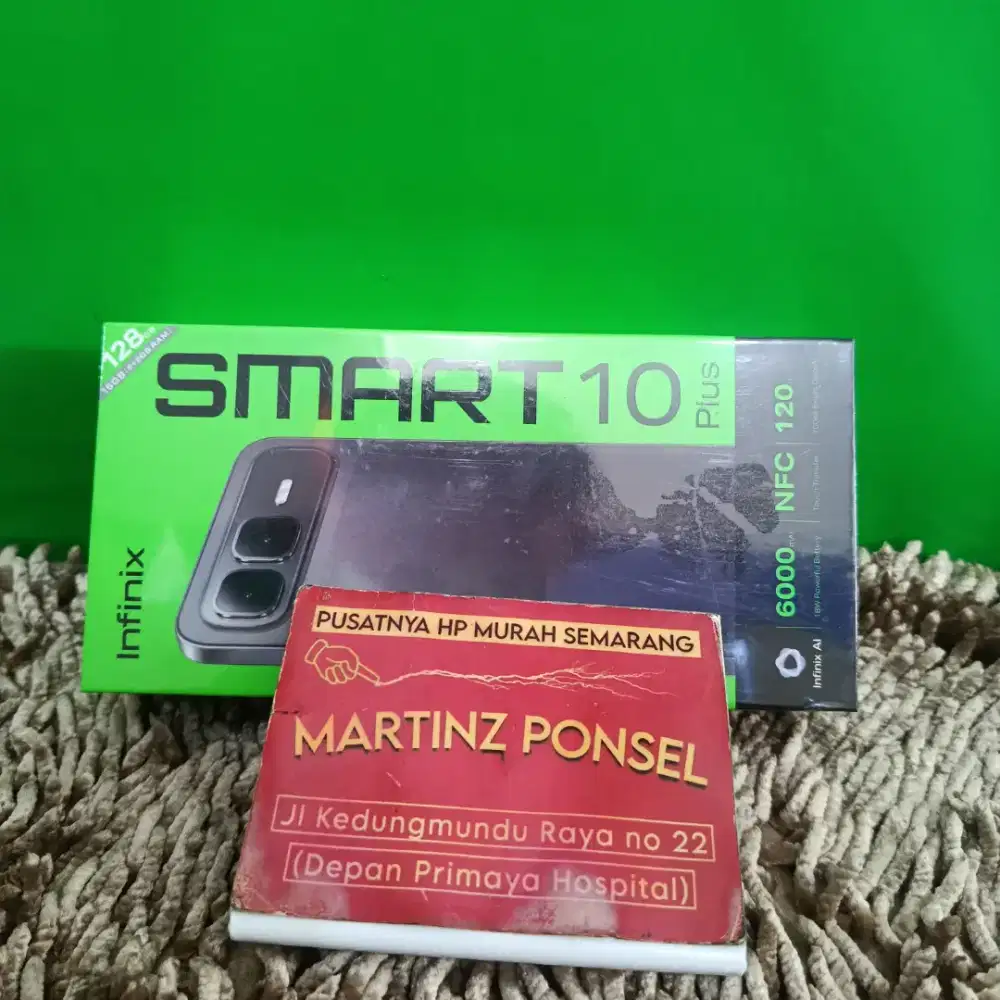 128GB
SMART 10 Plus
Infinix
6000 NFC 120
Infinix AI
PUSATNYA HP MURAH SEMARANG
MARTINZ PONSEL
Jl Kedungmundu Raya no 22
(Depan Primaya Hospital)